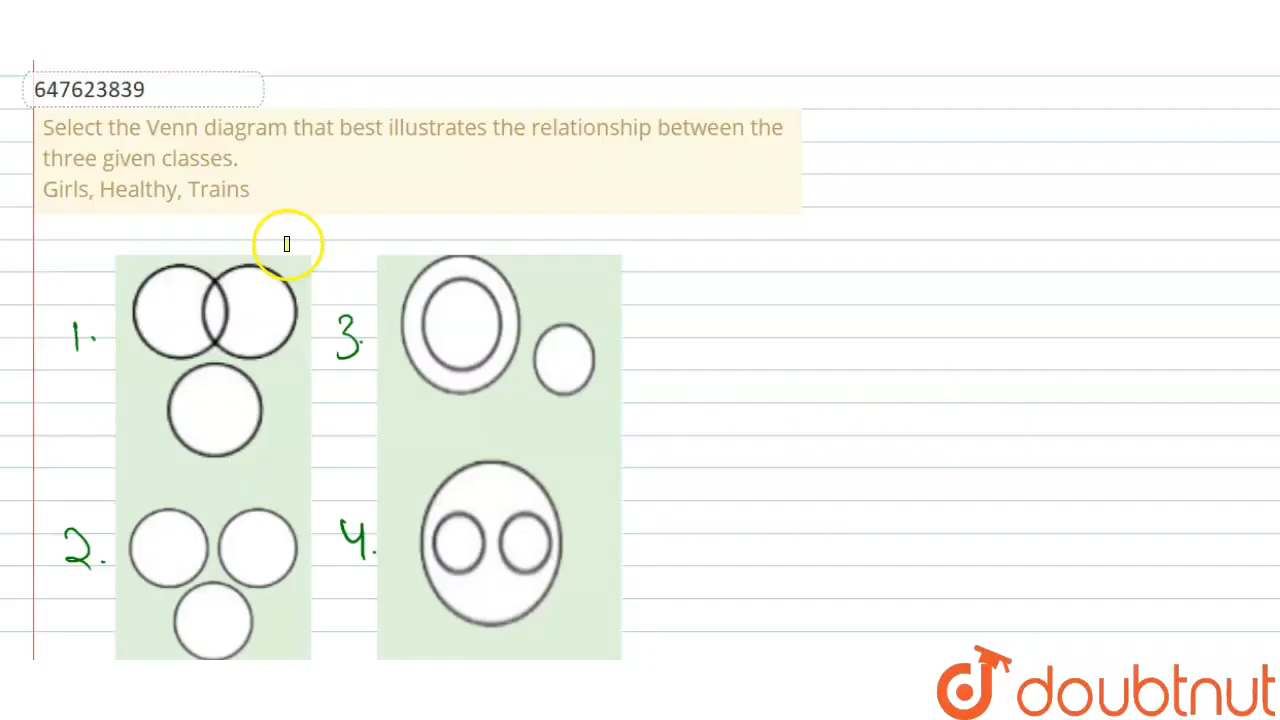 647623839
Select the Venn diagram that best illustrates the relationship between the
three given classes.
Girls, Healthy, Trains
1.
3.
2.
4.
doubtnut